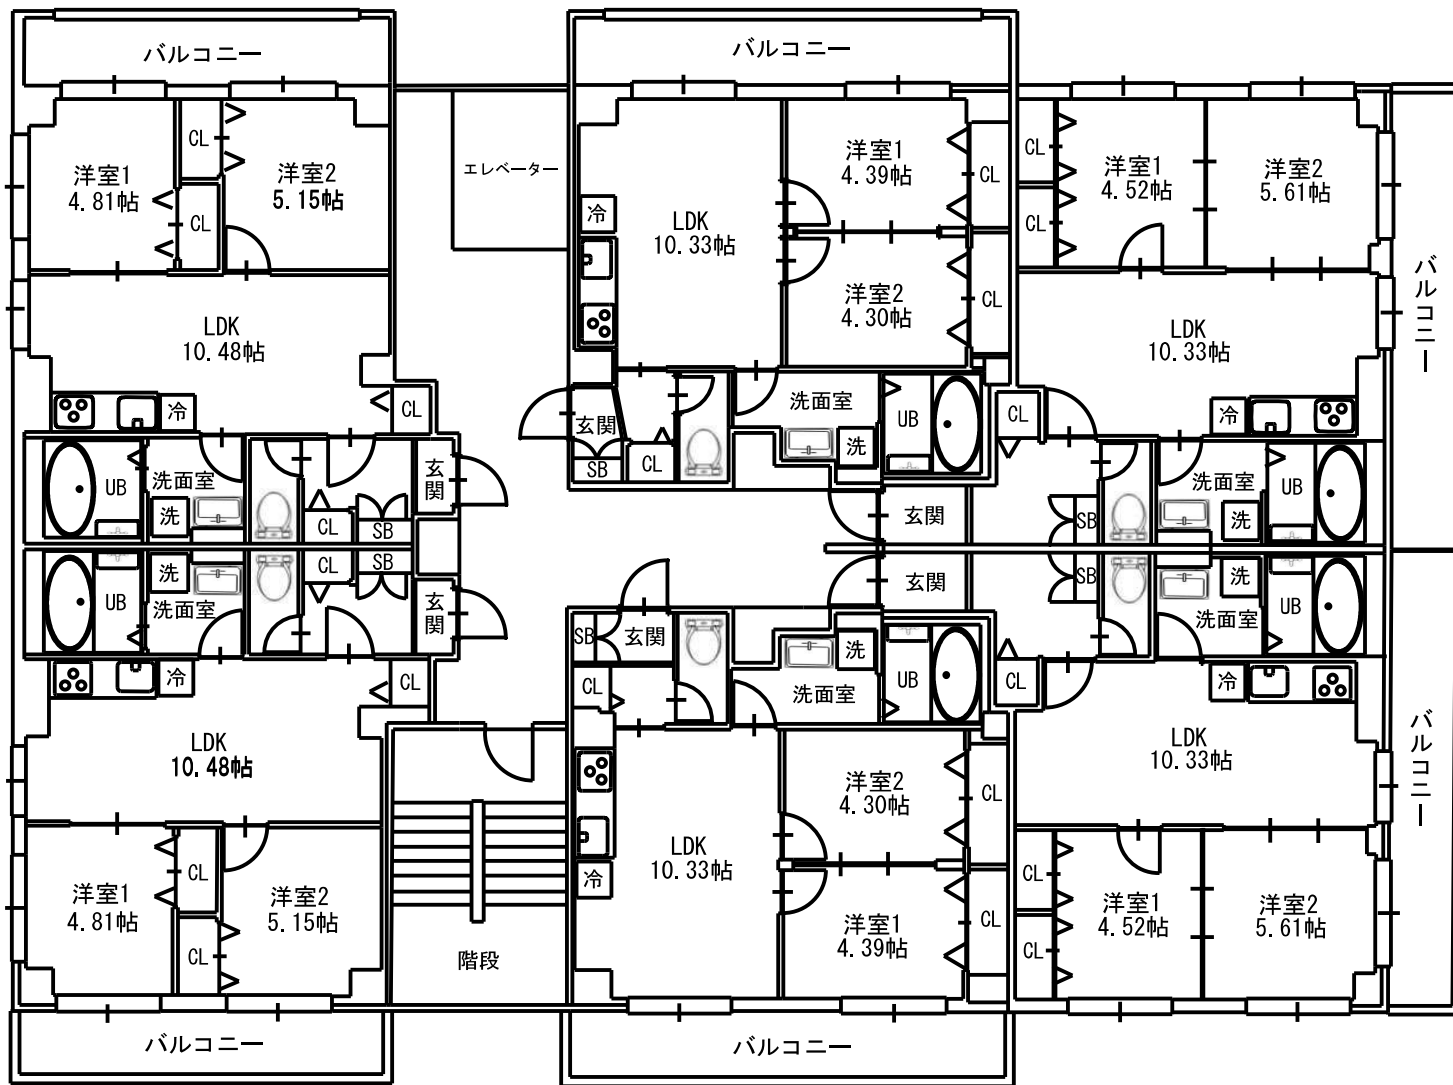 バルコニー
洋室1
4.81帖
CL
CL
洋室2
5.15帖
LDK
10.48帖
冷
CL
エレベーター
バルコニー
冷
LDK
10.33帖
洋室1
4.39帖
CL
洋室2
4.30帖
CL
玄関
SB
CL
洗面室
洗
UB
CL
CL
洋室1
4.52帖
洋室2
5.61帖
バルコニー
LDK
10.33帖
CL
冷
UB
洗面室
洗
CL
SB
玄関
UB
洗
洗面室
CL
SB
玄関
玄関
SB
洗面室
洗
UB
玄関
SB
洗
洗面室
UB
冷
CL
LDK
10.48帖
洋室1
4.81帖
CL
CL
洋室2
5.15帖
バルコニー
階段
SB
玄関
CL
洗
洗面室
UB
LDK
10.33帖
冷
洋室2
4.30帖
CL
洋室1
4.39帖
CL
バルコニー
CL
冷
LDK
10.33帖
CL
CL
洋室1
4.52帖
洋室2
5.61帖
バルコニー